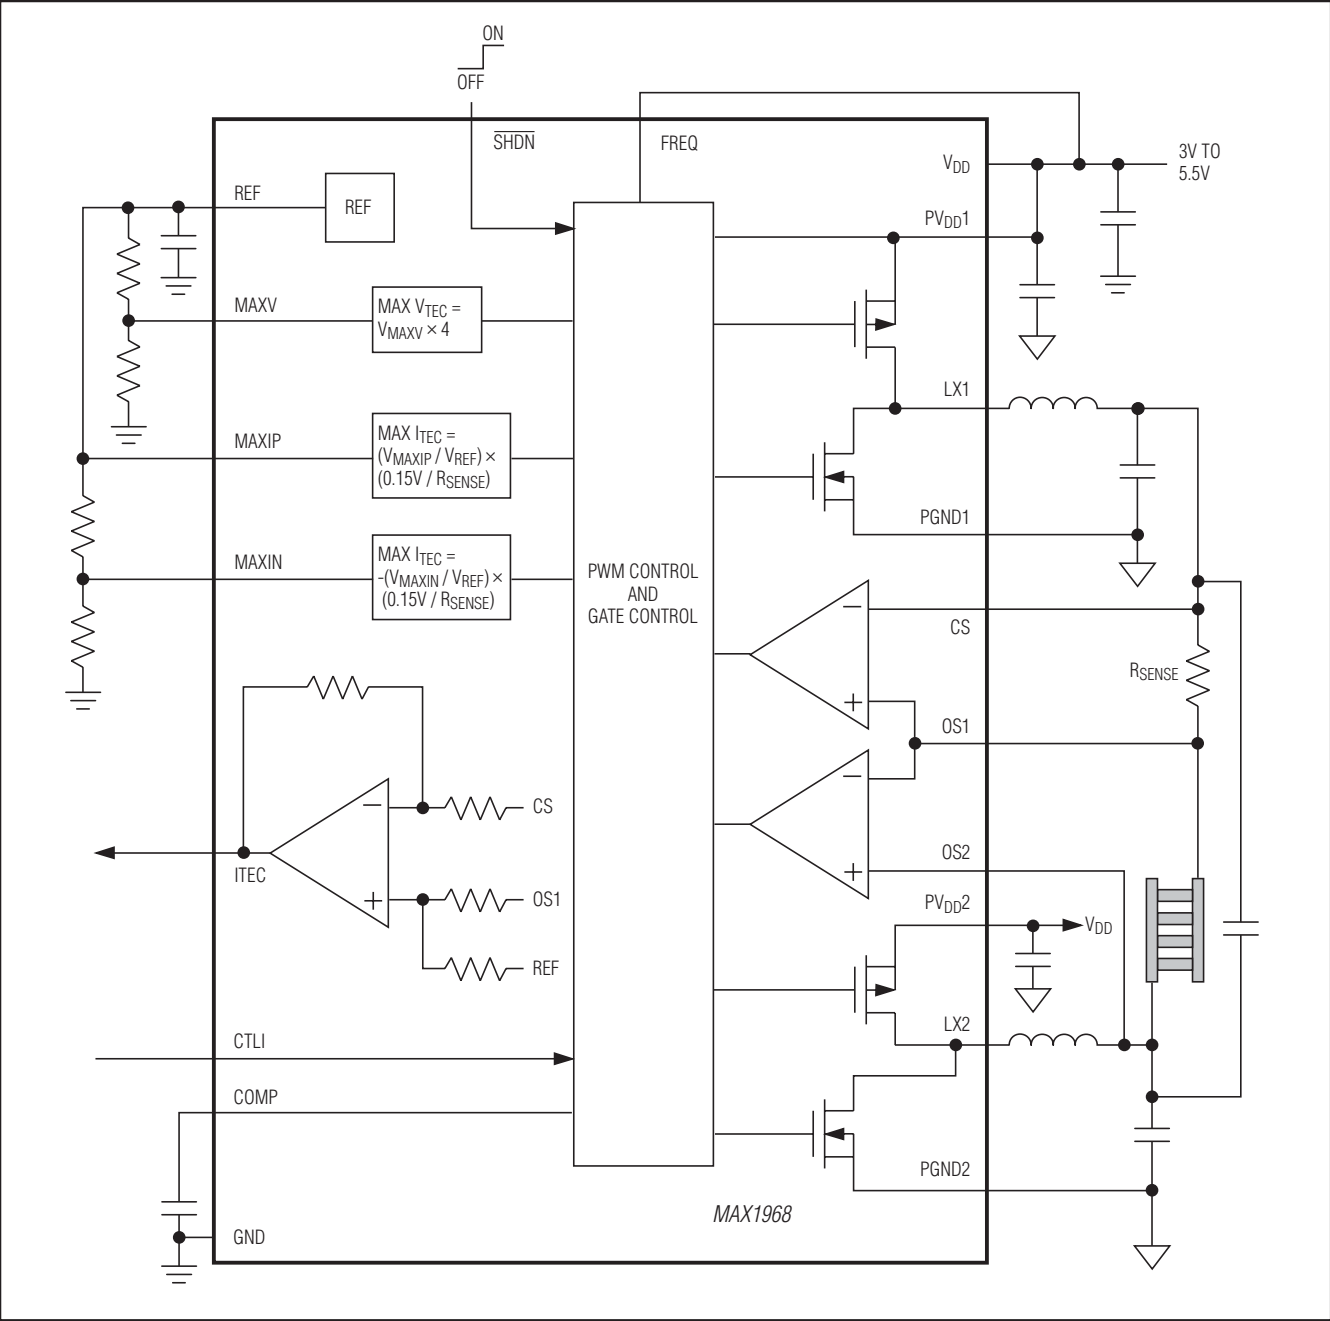 ON
OFF
SHDN
FREQ
VDD
3V TO
5.5V
REF
REF
PVDD1
MAXV
MAX VTEC =
VMAXV × 4
LX1
MAXIP
MAX ITEC =
(VMAXIP / VREF) ×
(0.15V / RSENSE)
PGND1
MAXIN
MAX ITEC =
-(VMAXIN / VREF) ×
(0.15V / RSENSE)
PWM CONTROL
AND
GATE CONTROL
−
CS
RSENSE
+
OS1
−
−
CS
OS2
ITEC
+
+
OS1
PVDD2
VDD
REF
LX2
CTLI
COMP
PGND2
MAX1968
GND